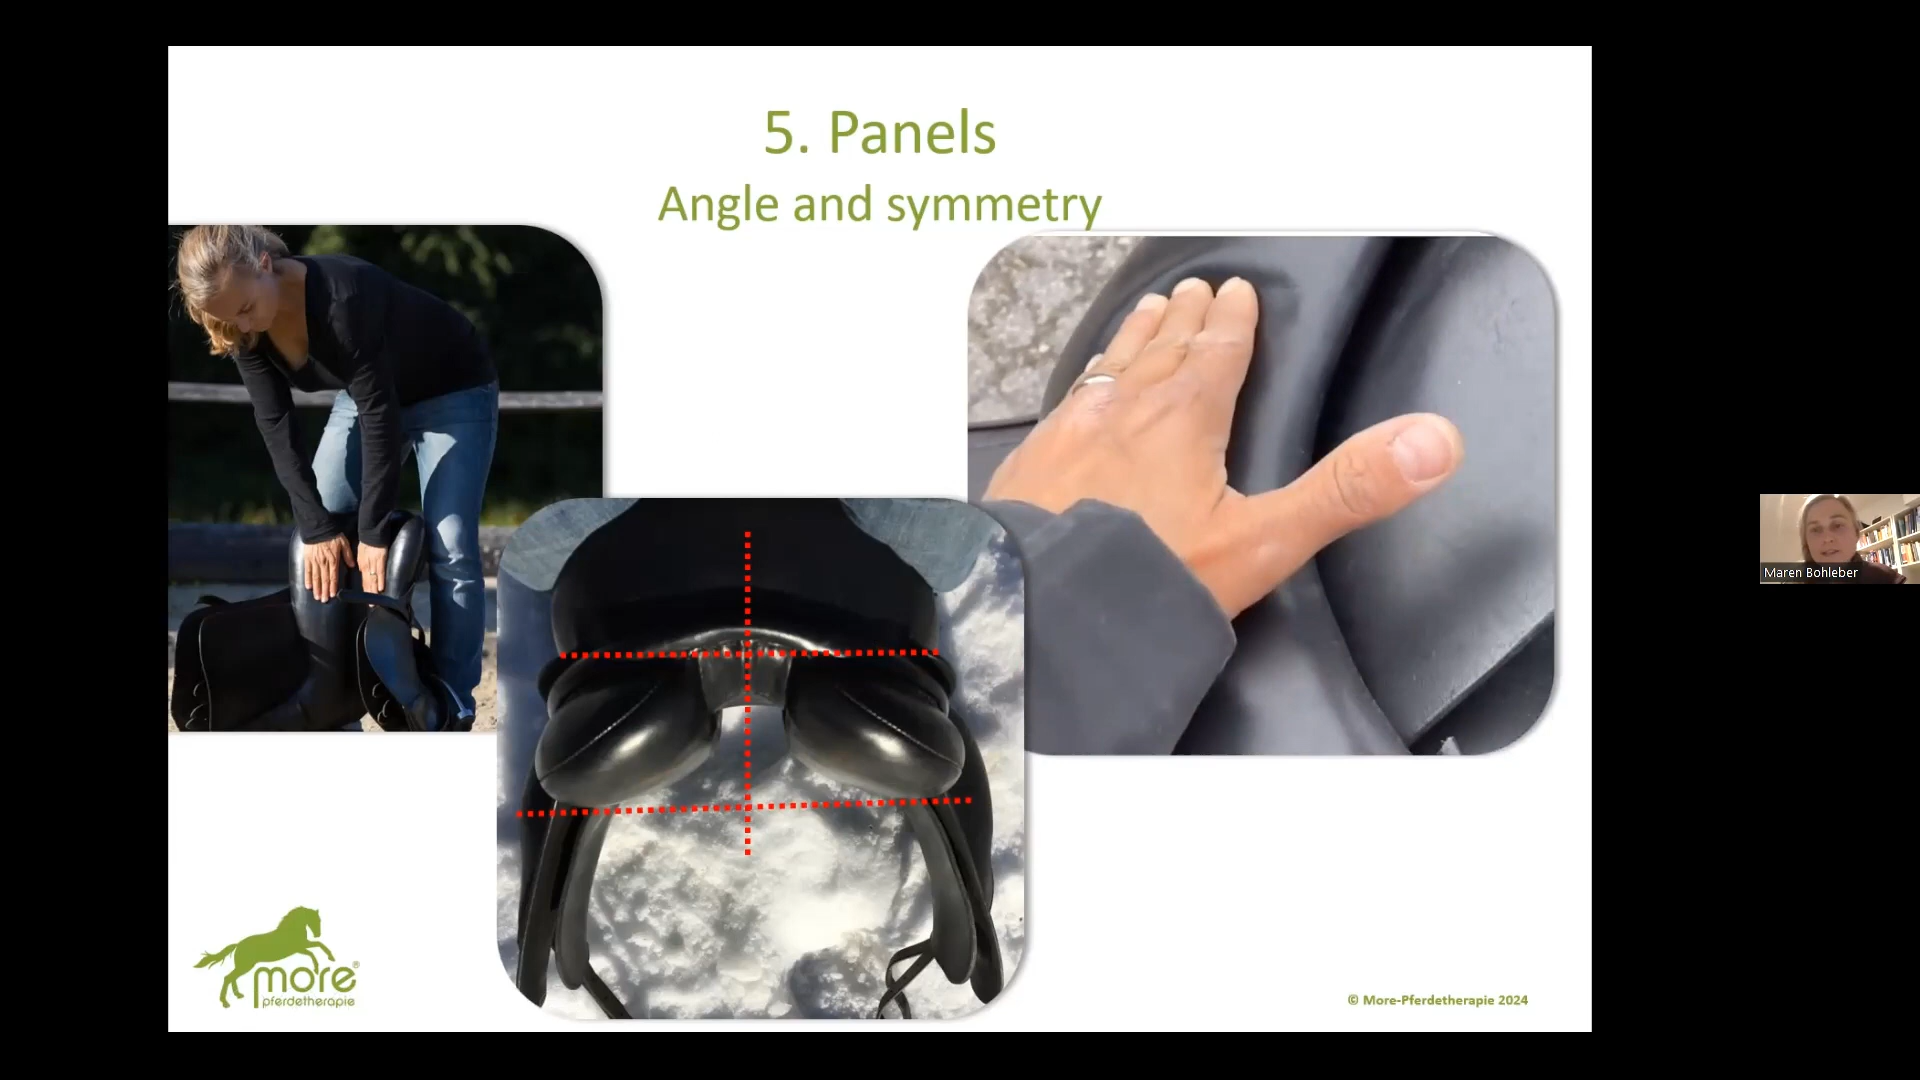 5. Panels
Angle and symmetry
Maren Bohleber
more®
pferdetherapie
© More-Pferdetherapie 2024